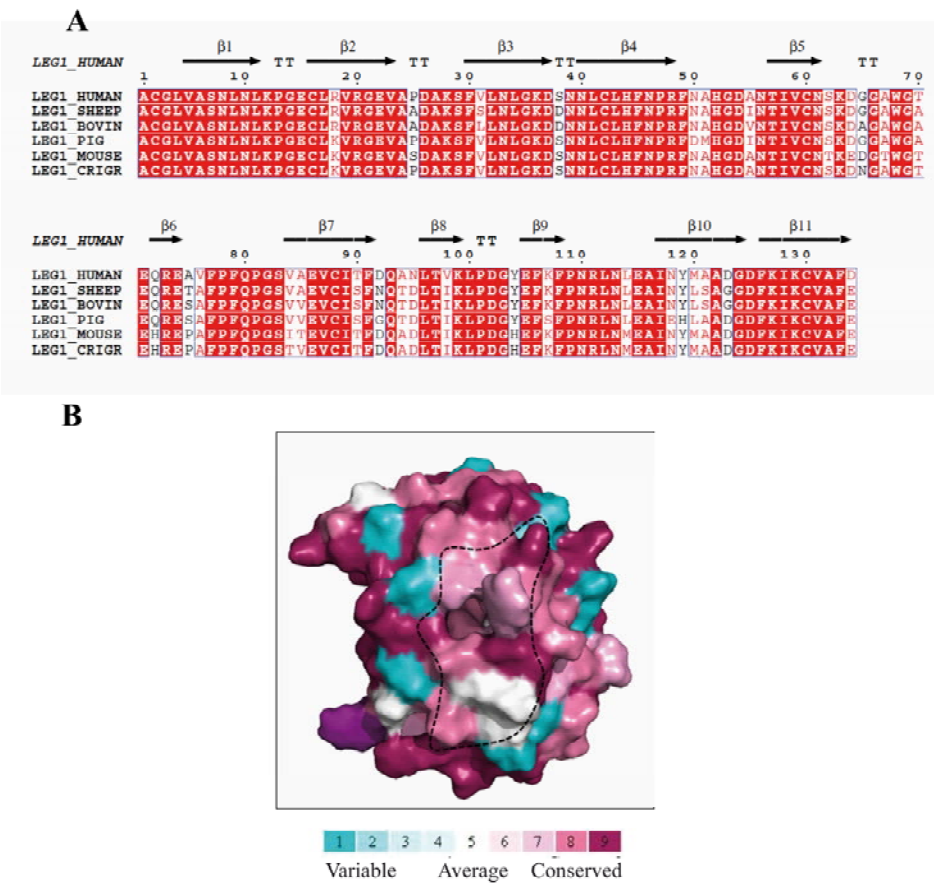 A
β1 β2 β3 β4 β5
LEG1_HUMAN TT TT TT TT
1 10 20 30 40 50 60 70
LEG1_HUMAN ACGLVASNLNLKPGECLRVRGEVAPDAKSFVLNLGKDSNNLCLHFNPRFNAHGDANTIVCNSKDGGAWGT
LEG1_SHEEP ACGLVASNLNLKPGECLRVRGEVAADAKSFSLNLGKDDNNLCLHFNPRFNAHGDINTIVCNSKDGGAWGA
LEG1_BOVIN ACGLVASNLNLKPGECLRVRGEVAADAKSFLLNLGKDDNNLCLHFNPRFNAHGDVNTIVCNSKDAGAWGA
LEG1_PIG ACGLVASNLNLKPGECLKVRGEVAPDAKSFSLNLGKDSNNLCLHFNPRFDMHGDINTIVCNSKDGGAWGA
LEG1_MOUSE ACGLVASNLNLKPGECLKVRGEVASDAKSFVLNLGKDSNNLCLHFNPRFNAHGDANTIVCNTKEDGTWGT
LEG1_CRIGR ACGLVASNLNLKPGECLKVRGEVAPDAKSFVLNLGKDSNNLCLHFNPRFNAHGDANTIVCNSKDNGAWGT
β6 β7 β8 β9 β10 β11
LEG1_HUMAN TT
80 90 100 110 120 130
LEG1_HUMAN EQREAVFPFQPGSVAEVCITFDQANLTVKLPDGYEFKFPNRLNLEAINYMAADGDFKIKCVAFD
LEG1_SHEEP EQRETAFPFQPGSVAEVCISFNQTDLTIKLPDGYEFKFPNRLNLEAINYLSAGGDFKIKCVAFE
LEG1_BOVIN EQRESAFPFQPGSVVEVCISFNQTDLTIKLPDGYEFKFPNRLNLEAINYLSAGGDFKIKCVAFE
LEG1_PIG EQRESAFPFQPGSVVEVCISFGQTDLTIKLPDGYEFSFPNRLNLEAIEHLAADGDFKIKCVAFE
LEG1_MOUSE EHREPAFPFQPGSITEVCITFDQADLTIKLPDGHEFKFPNRLNMEAINYMAADGDFKIKCVAFE
LEG1_CRIGR EHREPAFPFQPGSTVEVCITFDQADLTIKLPDGHEFKFPNRLNMEAINYMAADGDFKIKCVAFE
B
1 2 3 4 5 6 7 8 9
Variable Average Conserved